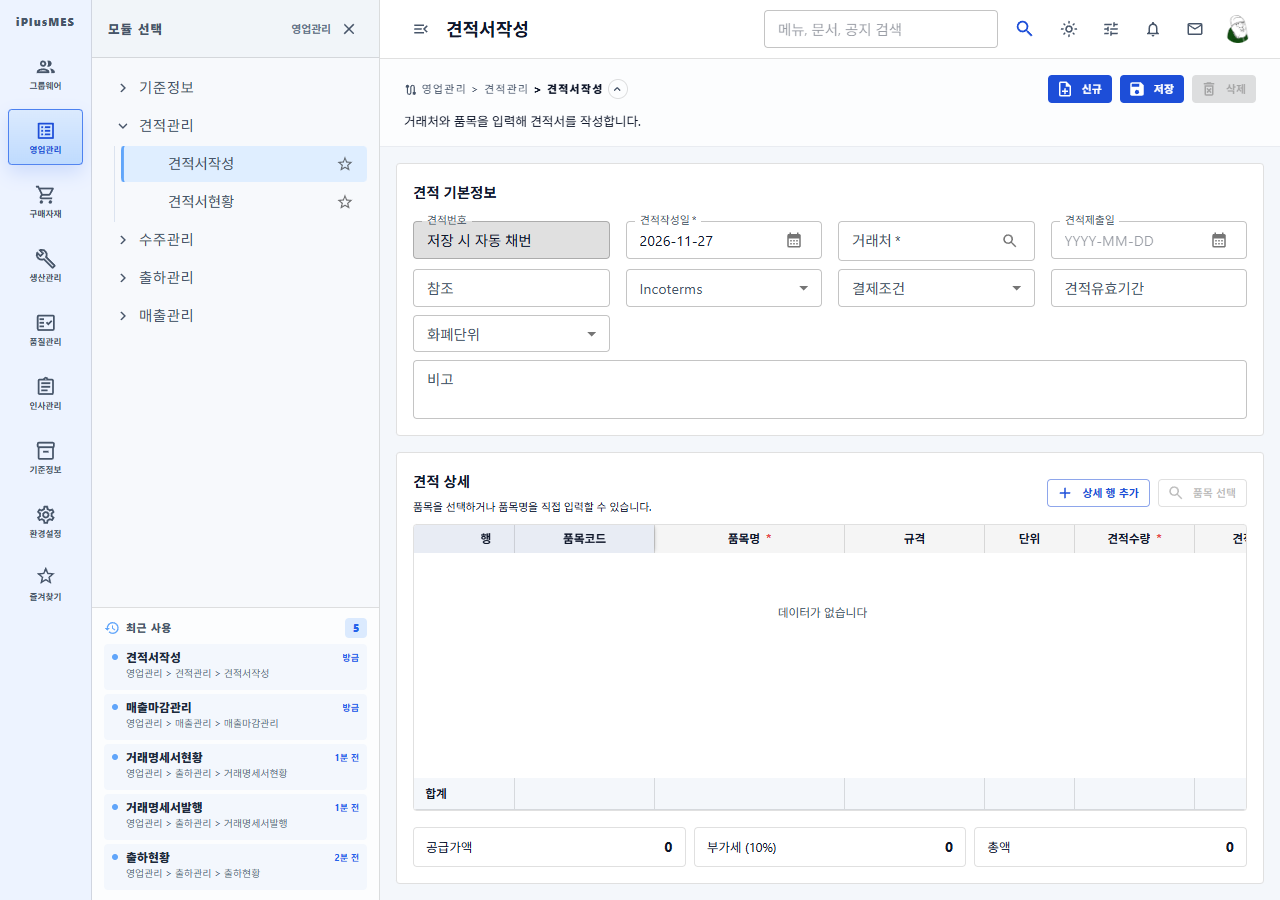 iPlusMES
그룹웨어
영업관리
구매자재
생산관리
품질관리
인사관리
기준정보
환경설정
즐겨찾기
모듈 선택
영업관리
기준정보
견적관리
견적서작성
견적서현황
수주관리
출하관리
매출관리
최근 사용
5
견적서작성
방금
영업관리 > 견적관리 > 견적서작성
매출마감관리
방금
영업관리 > 매출관리 > 매출마감관리
거래명세서현황
1분 전
영업관리 > 출하관리 > 거래명세서현황
거래명세서발행
1분 전
영업관리 > 출하관리 > 거래명세서발행
출하현황
2분 전
영업관리 > 출하관리 > 출하현황
견적서작성
메뉴, 문서, 공지 검색
영업관리 > 견적관리 > 견적서작성
신규
저장
삭제
거래처와 품목을 입력해 견적서를 작성합니다.
견적 기본정보
견적번호
저장 시 자동 채번
견적작성일 *
2026-11-27
거래처 *
견적제출일
YYYY-MM-DD
참조
Incoterms
결제조건
견적유효기간
화폐단위
비고
견적 상세
품목을 선택하거나 품목명을 직접 입력할 수 있습니다.
상세 행 추가
품목 선택
행
품목코드
품목명 *
규격
단위
견적수량 *
데이터가 없습니다
합계
공급가액
0
부가세 (10%)
0
총액
0